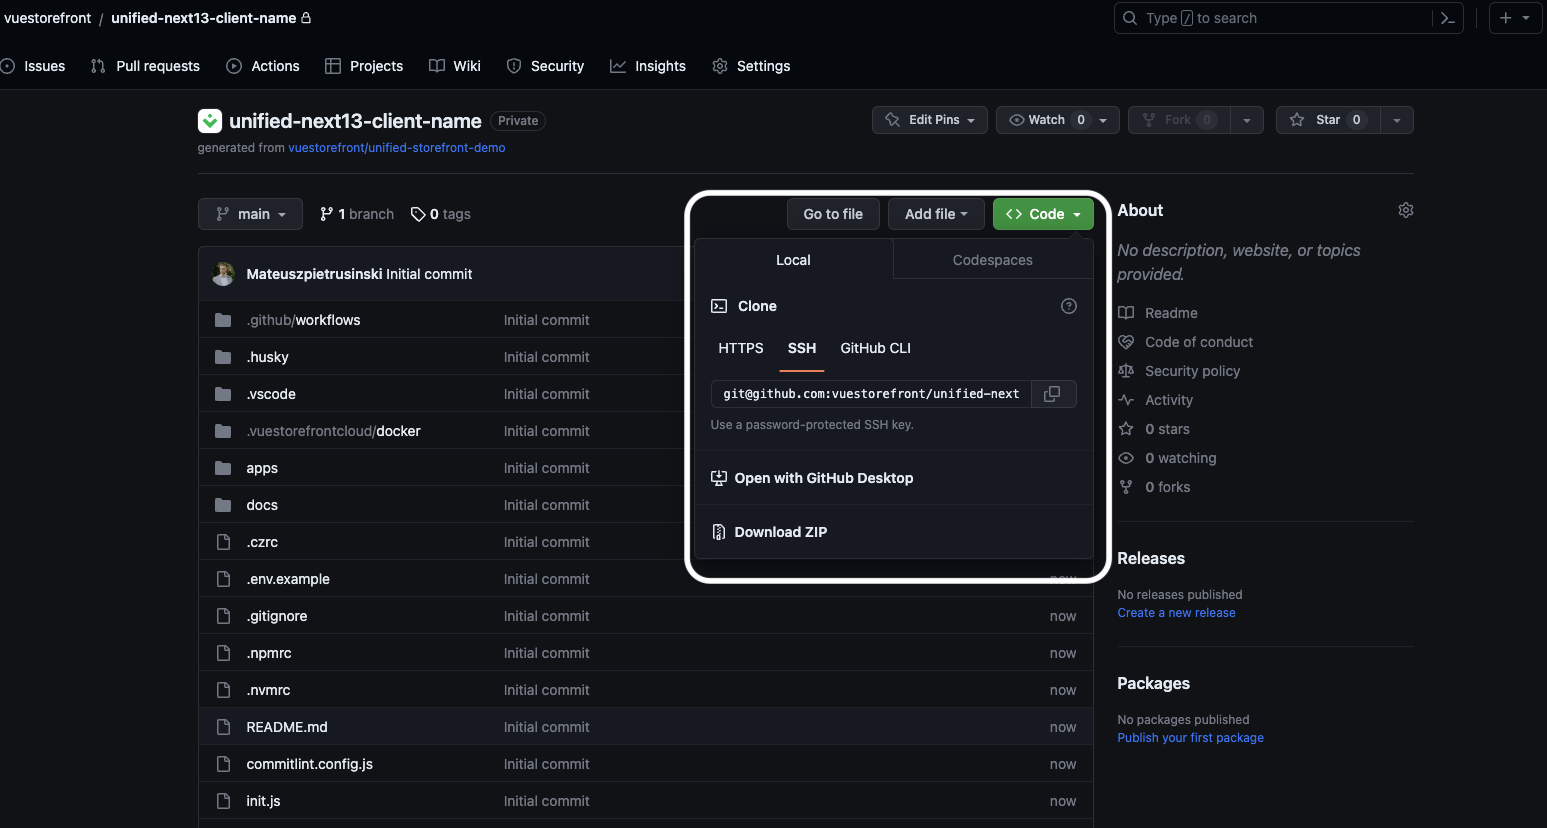 vuestorefront / unified-next13-client-name
Type / to search
Issues
Pull requests
Actions
Projects
Wiki
Security
Insights
Settings
unified-next13-client-name Private
Edit Pins
Watch 0
Fork 0
Star 0
generated from vuestorefront/unified-storefront-demo
main
1 branch
0 tags
Go to file
Add file
Code
Local
Codespaces
Clone
HTTPS
SSH
GitHub CLI
git@github.com:vuestorefront/unified-next
Use a password-protected SSH key.
Open with GitHub Desktop
Download ZIP
Mateuszpietrusinski Initial commit
.github/workflows Initial commit
.husky Initial commit
.vscode Initial commit
.vuestorefrontcloud/docker Initial commit
apps Initial commit
docs Initial commit
.czrc Initial commit
.env.example Initial commit now
.gitignore Initial commit now
.npmrc Initial commit now
.nvmrc Initial commit now
README.md Initial commit now
commitlint.config.js Initial commit now
init.js Initial commit now
About
No description, website, or topics
provided.
Readme
Code of conduct
Security policy
Activity
0 stars
0 watching
0 forks
Releases
No releases published
Create a new release
Packages
No packages published
Publish your first package